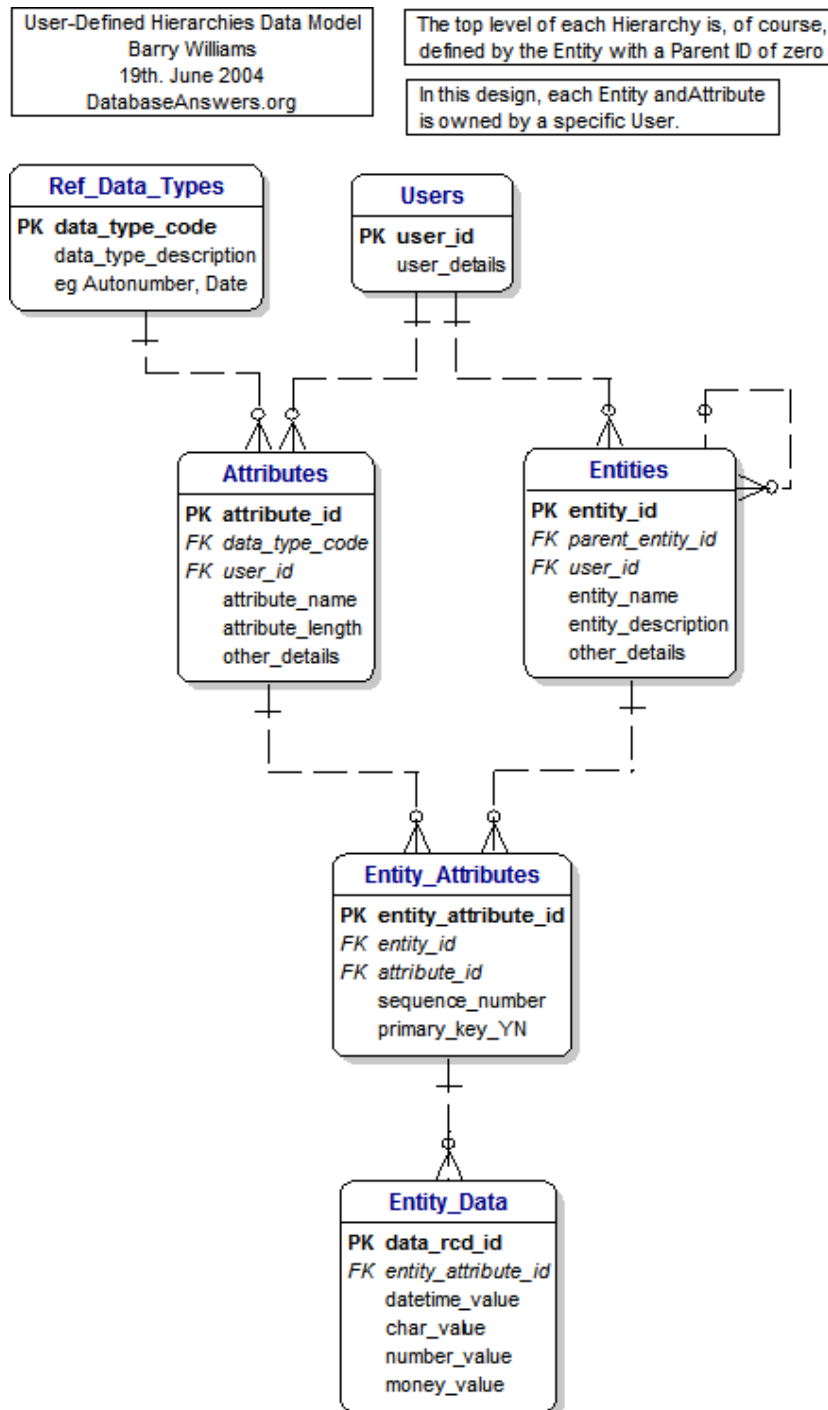 User-Defined Hierarchies Data Model
Barry Williams
19th. June 2004
DatabaseAnswers.org
The top level of each Hierarchy is, of course,
defined by the Entity with a Parent ID of zero
In this design, each Entity andAttribute
is owned by a specific User.
Ref_Data_Types
PK data_type_code
data_type_description
eg Autonumber, Date
Users
PK user_id
user_details
Attributes
PK attribute_id
FK data_type_code
FK user_id
attribute_name
attribute_length
other_details
Entities
PK entity_id
FK parent_entity_id
FK user_id
entity_name
entity_description
other_details
Entity_Attributes
PK entity_attribute_id
FK entity_id
FK attribute_id
sequence_number
primary_key_YN
Entity_Data
PK data_rcd_id
FK entity_attribute_id
datetime_value
char_value
number_value
money_value